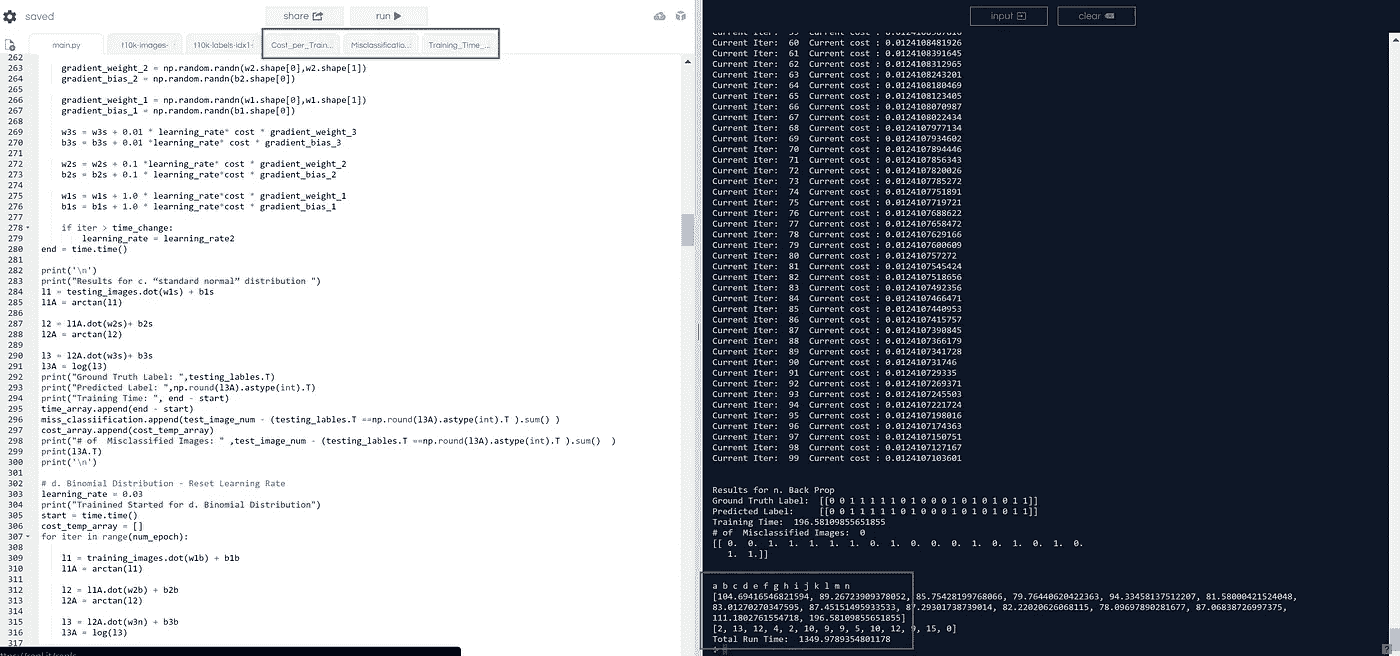 saved
share
run
main.py
t10k-images-
t10k-labels-idx1-
Cost_per_Train...
Misclassificatio...
Training_Time_...
262
263 gradient_weight_2 = np.random.randn(w2.shape[0],w2.shape[1])
264 gradient_bias_2 = np.random.randn(b2.shape[0])
265
266 gradient_weight_1 = np.random.randn(w1.shape[0],w1.shape[1])
267 gradient_bias_1 = np.random.randn(b1.shape[0])
268
269 w3s = w3s + 0.01 * learning_rate* cost * gradient_weight_3
270 b3s = b3s + 0.01 *learning_rate* cost * gradient_bias_3
271
272 w2s = w2s + 0.1 *learning_rate* cost * gradient_weight_2
273 b2s = b2s + 0.1 * learning_rate*cost * gradient_bias_2
274
275 w1s = w1s + 1.0 * learning_rate*cost * gradient_weight_1
276 b1s = b1s + 1.0 * learning_rate*cost * gradient_bias_1
277
278 if iter > time_change:
279 learning_rate = learning_rate2
280 end = time.time()
281
282 print('\n')
283 print("Results for c. “standard normal” distribution ")
284 l1 = testing_images.dot(w1s) + b1s
285 l1A = arctan(l1)
286
287 l2 = l1A.dot(w2s)+ b2s
288 l2A = arctan(l2)
289
290 l3 = l2A.dot(w3s)+ b3s
291 l3A = log(l3)
292 print("Ground Truth Label: ",testing_lables.T)
293 print("Predicted Label: ",np.round(l3A).astype(int).T)
294 print("Training Time: ", end - start)
295 time_array.append(end - start)
296 miss_classiification.append(test_image_num - (testing_lables.T ==np.round(l3A).astype(int).T ).sum() )
297 cost_array.append(cost_temp_array)
298 print("# of  Misclassified Images: " ,test_image_num - (testing_lables.T ==np.round(l3A).astype(int).T ).sum()  )
299 print(l3A.T)
300 print('\n')
301
302 # d. Binomial Distribution - Reset Learning Rate
303 learning_rate = 0.03
304 print("Trainined Started for d. Binomial Distribution")
305 start = time.time()
306 cost_temp_array = []
307 for iter in range(num_epoch):
308
309 l1 = training_images.dot(w1b) + b1b
310 l1A = arctan(l1)
311
312 l2 = l1A.dot(w2b) + b2b
313 l2A = arctan(l2)
314
315 l3 = l2A.dot(w3n) + b3b
316 l3A = log(l3)
317
input
clear
Current Iter:  60  Current cost : 0.0124108481926
Current Iter:  61  Current cost : 0.0124108391645
Current Iter:  62  Current cost : 0.0124108312965
Current Iter:  63  Current cost : 0.0124108243201
Current Iter:  64  Current cost : 0.0124108180469
Current Iter:  65  Current cost : 0.0124108123405
Current Iter:  66  Current cost : 0.0124108070987
Current Iter:  67  Current cost : 0.0124108022434
Current Iter:  68  Current cost : 0.0124107977134
Current Iter:  69  Current cost : 0.0124107934602
Current Iter:  70  Current cost : 0.0124107894446
Current Iter:  71  Current cost : 0.0124107856343
Current Iter:  72  Current cost : 0.0124107820026
Current Iter:  73  Current cost : 0.0124107785272
Current Iter:  74  Current cost : 0.0124107751891
Current Iter:  75  Current cost : 0.0124107719721
Current Iter:  76  Current cost : 0.0124107688622
Current Iter:  77  Current cost : 0.0124107658472
Current Iter:  78  Current cost : 0.0124107629166
Current Iter:  79  Current cost : 0.0124107600609
Current Iter:  80  Current cost : 0.012410757272
Current Iter:  81  Current cost : 0.0124107545424
Current Iter:  82  Current cost : 0.0124107518656
Current Iter:  83  Current cost : 0.0124107492356
Current Iter:  84  Current cost : 0.0124107466471
Current Iter:  85  Current cost : 0.0124107440953
Current Iter:  86  Current cost : 0.0124107415757
Current Iter:  87  Current cost : 0.0124107390845
Current Iter:  88  Current cost : 0.0124107366179
Current Iter:  89  Current cost : 0.0124107341728
Current Iter:  90  Current cost : 0.012410731746
Current Iter:  91  Current cost : 0.012410729335
Current Iter:  92  Current cost : 0.0124107269371
Current Iter:  93  Current cost : 0.0124107245503
Current Iter:  94  Current cost : 0.0124107221724
Current Iter:  95  Current cost : 0.0124107198016
Current Iter:  96  Current cost : 0.0124107174363
Current Iter:  97  Current cost : 0.0124107150751
Current Iter:  98  Current cost : 0.0124107127167
Current Iter:  99  Current cost : 0.0124107103601
Results for n. Back Prop
Ground Truth Label:  [[0 0 1 1 1 1 1 0 1 0 0 0 1 0 1 0 1 0 1 1]]
Predicted Label:  [[0 0 1 1 1 1 1 0 1 0 0 0 1 0 1 0 1 0 1 1]]
Training Time:  196.58109855651855
# of  Misclassified Images:  0
[[ 0.  0.  1.  1.  1.  1.  1.  0.  1.  0.  0.  0.  1.  0.  1.  0.  1.  0.
1.  1.]]
a b c d e f g h i j k l m n
[104.69416546821594, 89.26723909378052, 85.75428199768066, 79.76440620422363, 94.33458137512207, 81.58000421524048,
83.01270270347595, 87.45151495933533, 87.29301738739014, 82.22020626068115, 78.09697890281677, 87.06838726997375,
111.1802761554718, 196.58109855651855]
[2, 13, 12, 4, 2, 10, 9, 9, 5, 10, 12, 9, 15, 0]
Total Run Time:  1349.9789354801178